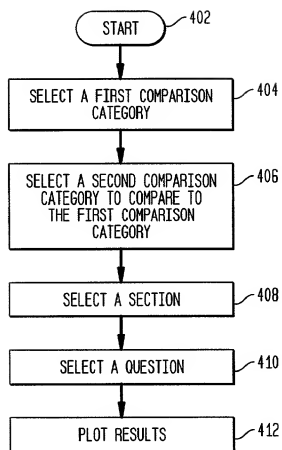 START
402
SELECT A FIRST COMPARISON
CATEGORY
404
SELECT A SECOND COMPARISON
CATEGORY TO COMPARE TO
THE FIRST COMPARISON
CATEGORY
406
SELECT A SECTION
408
SELECT A QUESTION
410
PLOT RESULTS
412